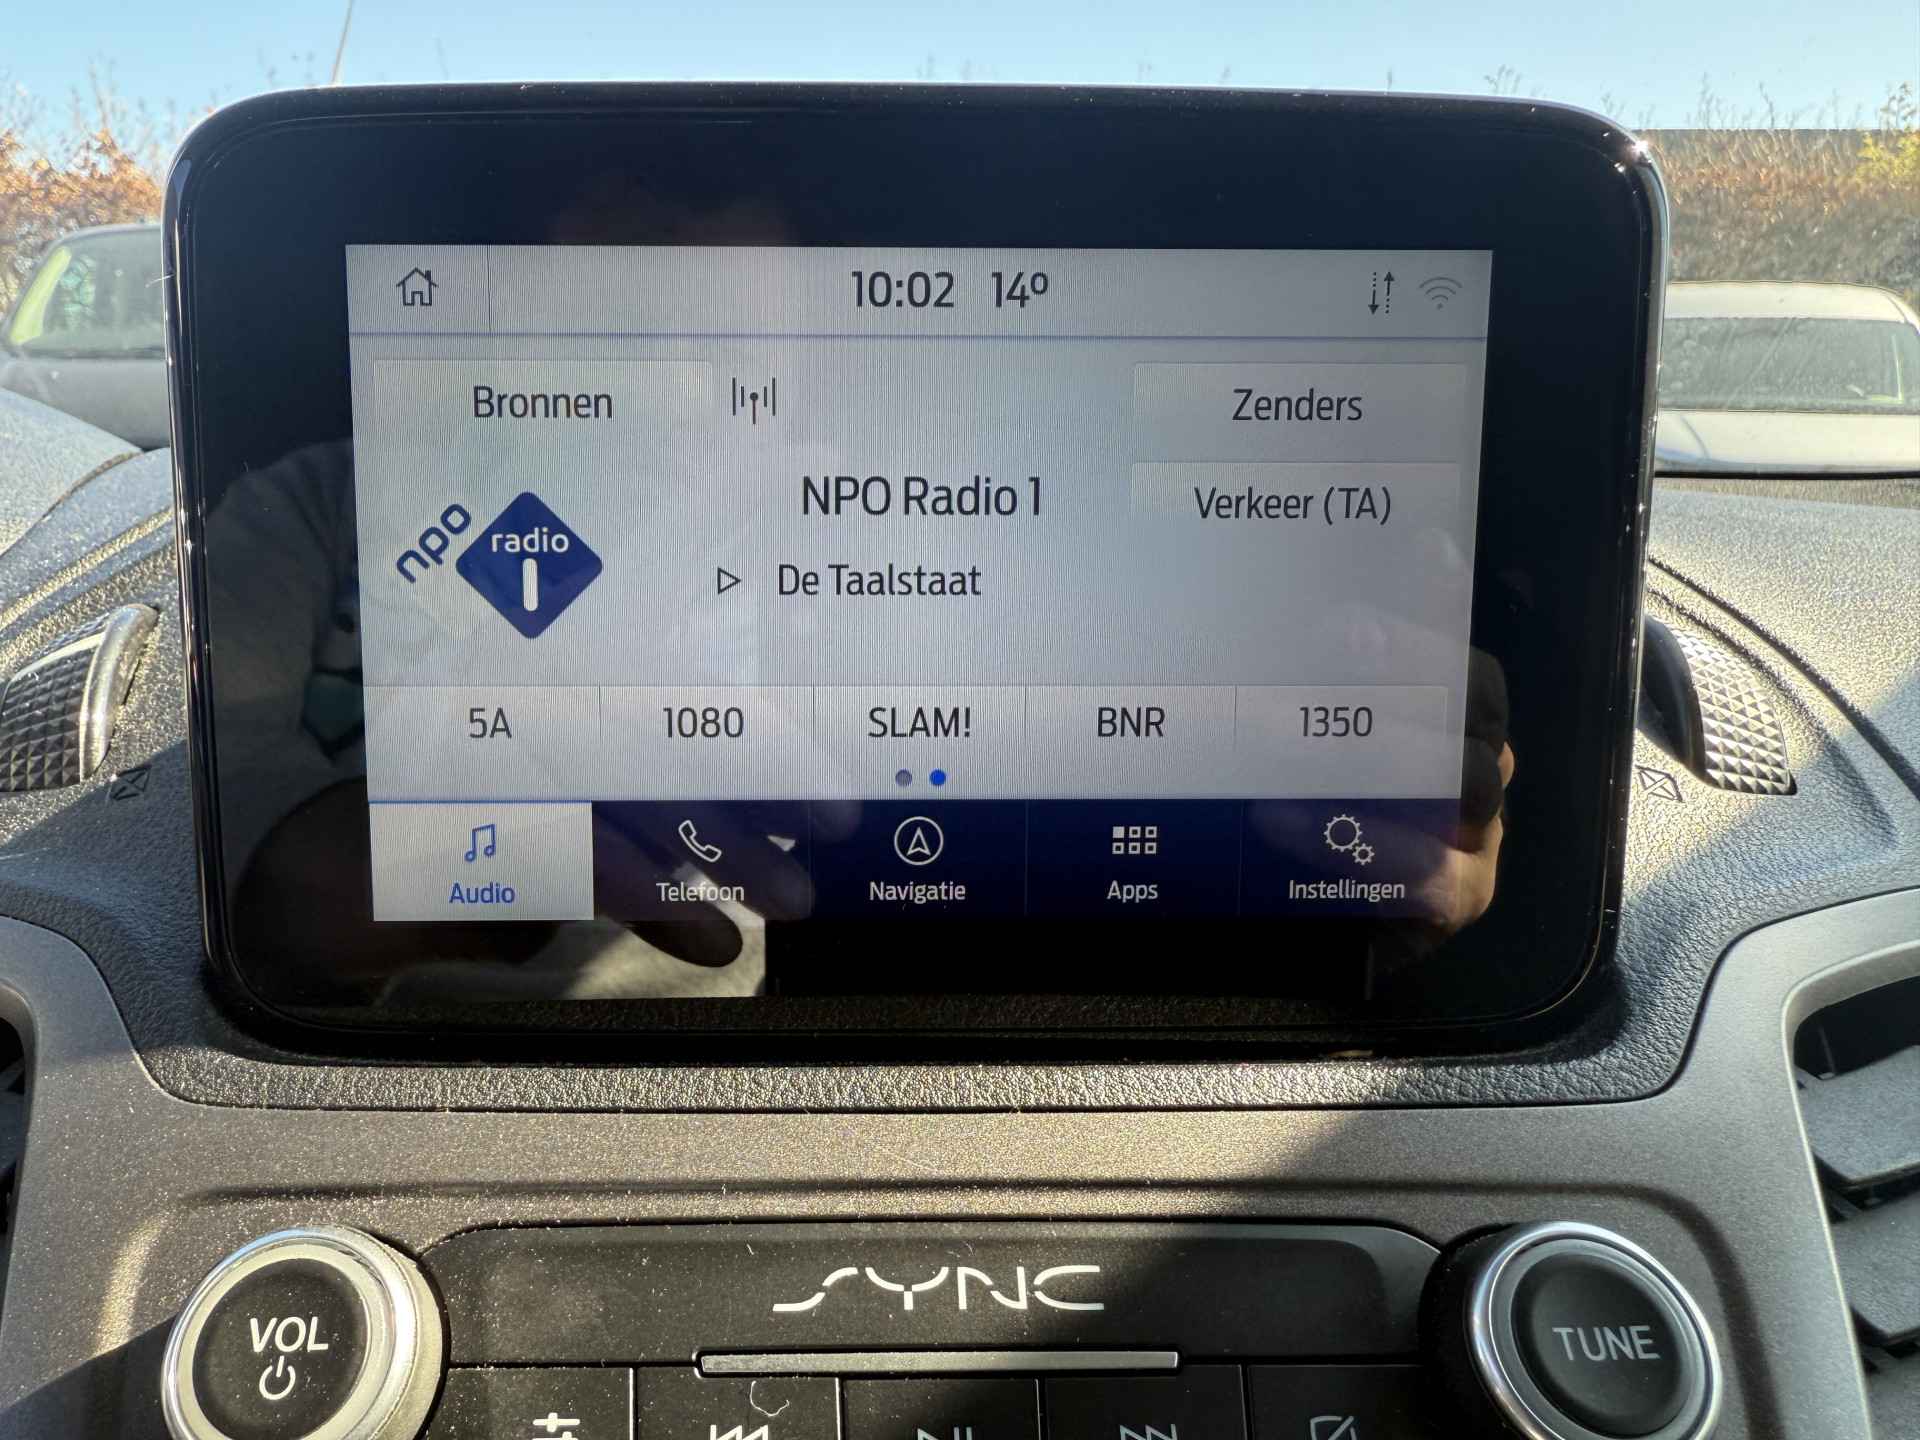 10:02 14°
Bronnen
Zenders
NPO Radio 1
Verkeer (TA)
npo radio 1
De Taalstaat
5A 1080 SLAM! BNR 1350
Audio Telefoon Navigatie Apps Instellingen
SYNC
VOL
TUNE